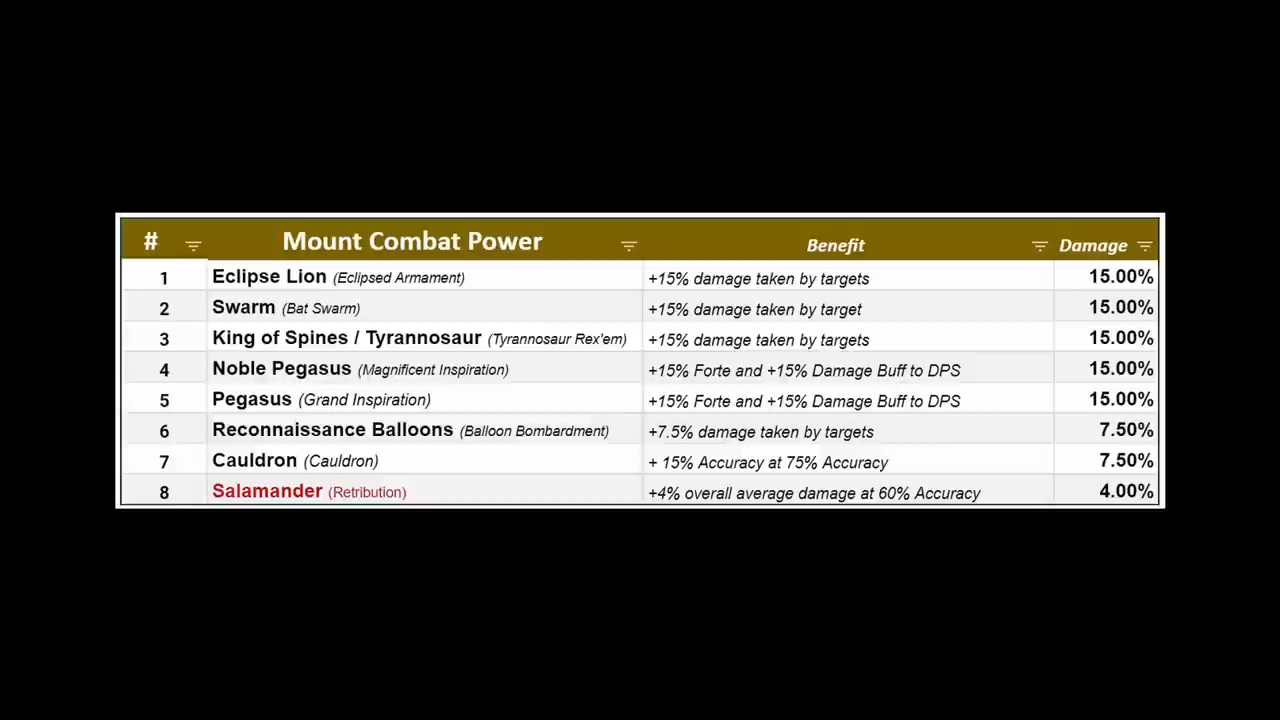 # Mount Combat Power Benefit Damage
1 Eclipse Lion (Eclipsed Armament) +15% damage taken by targets 15.00%
2 Swarm (Bat Swarm) +15% damage taken by target 15.00%
3 King of Spines / Tyrannosaur (Tyrannosaur Rex'em) +15% damage taken by targets 15.00%
4 Noble Pegasus (Magnificent Inspiration) +15% Forte and +15% Damage Buff to DPS 15.00%
5 Pegasus (Grand Inspiration) +15% Forte and +15% Damage Buff to DPS 15.00%
6 Reconnaissance Balloons (Balloon Bombardment) +7.5% damage taken by targets 7.50%
7 Cauldron (Cauldron) + 15% Accuracy at 75% Accuracy 7.50%
8 Salamander (Retribution) +4% overall average damage at 60% Accuracy 4.00%